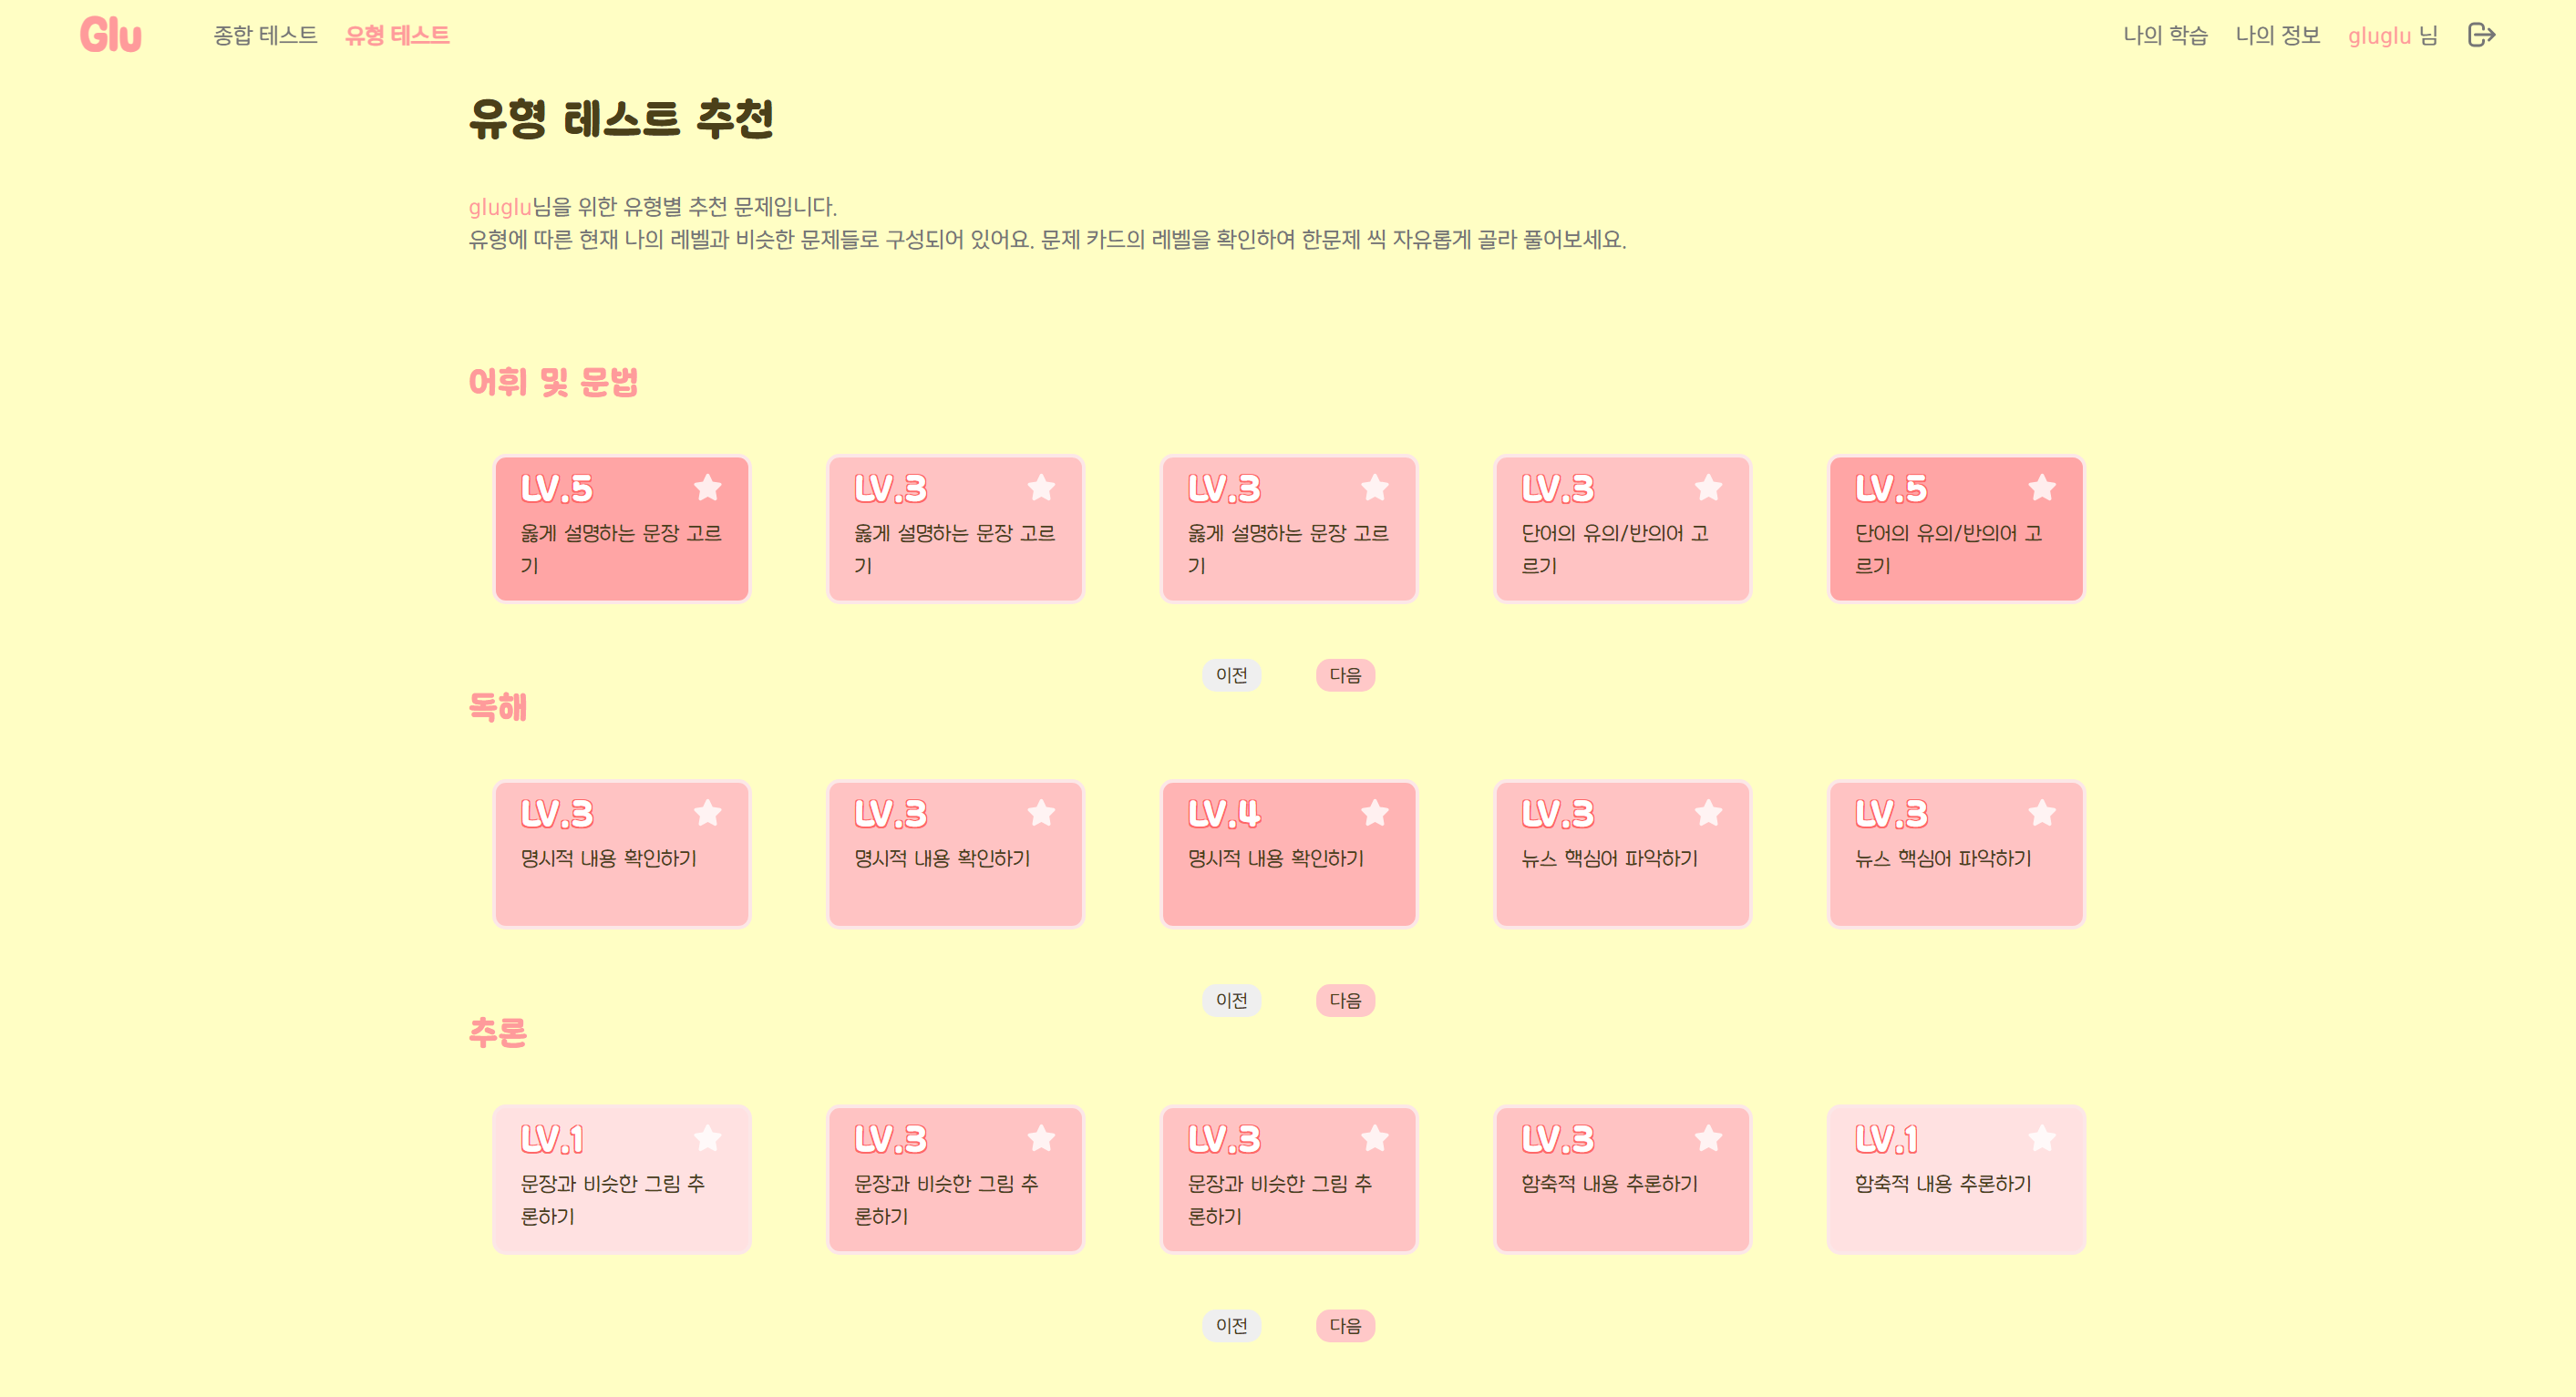 Glu 종합 테스트 유형 테스트 나의 학습 나의 정보 gluglu 님
유형 테스트 추천
gluglu님을 위한 유형별 추천 문제입니다.
유형에 따른 현재 나의 레벨과 비슷한 문제들로 구성되어 있어요. 문제 카드의 레벨을 확인하여 한문제 씩 자유롭게 골라 풀어보세요.
어휘 및 문법
LV.5
옳게 설명하는 문장 고르
기
LV.3
옳게 설명하는 문장 고르
기
LV.3
옳게 설명하는 문장 고르
기
LV.3
단어의 유의/반의어 고
르기
LV.5
단어의 유의/반의어 고
르기
이전 다음
독해
LV.3
명시적 내용 확인하기
LV.3
명시적 내용 확인하기
LV.4
명시적 내용 확인하기
LV.3
뉴스 핵심어 파악하기
LV.3
뉴스 핵심어 파악하기
이전 다음
추론
LV.1
문장과 비슷한 그림 추
론하기
LV.3
문장과 비슷한 그림 추
론하기
LV.3
문장과 비슷한 그림 추
론하기
LV.3
함축적 내용 추론하기
LV.1
함축적 내용 추론하기
이전 다음